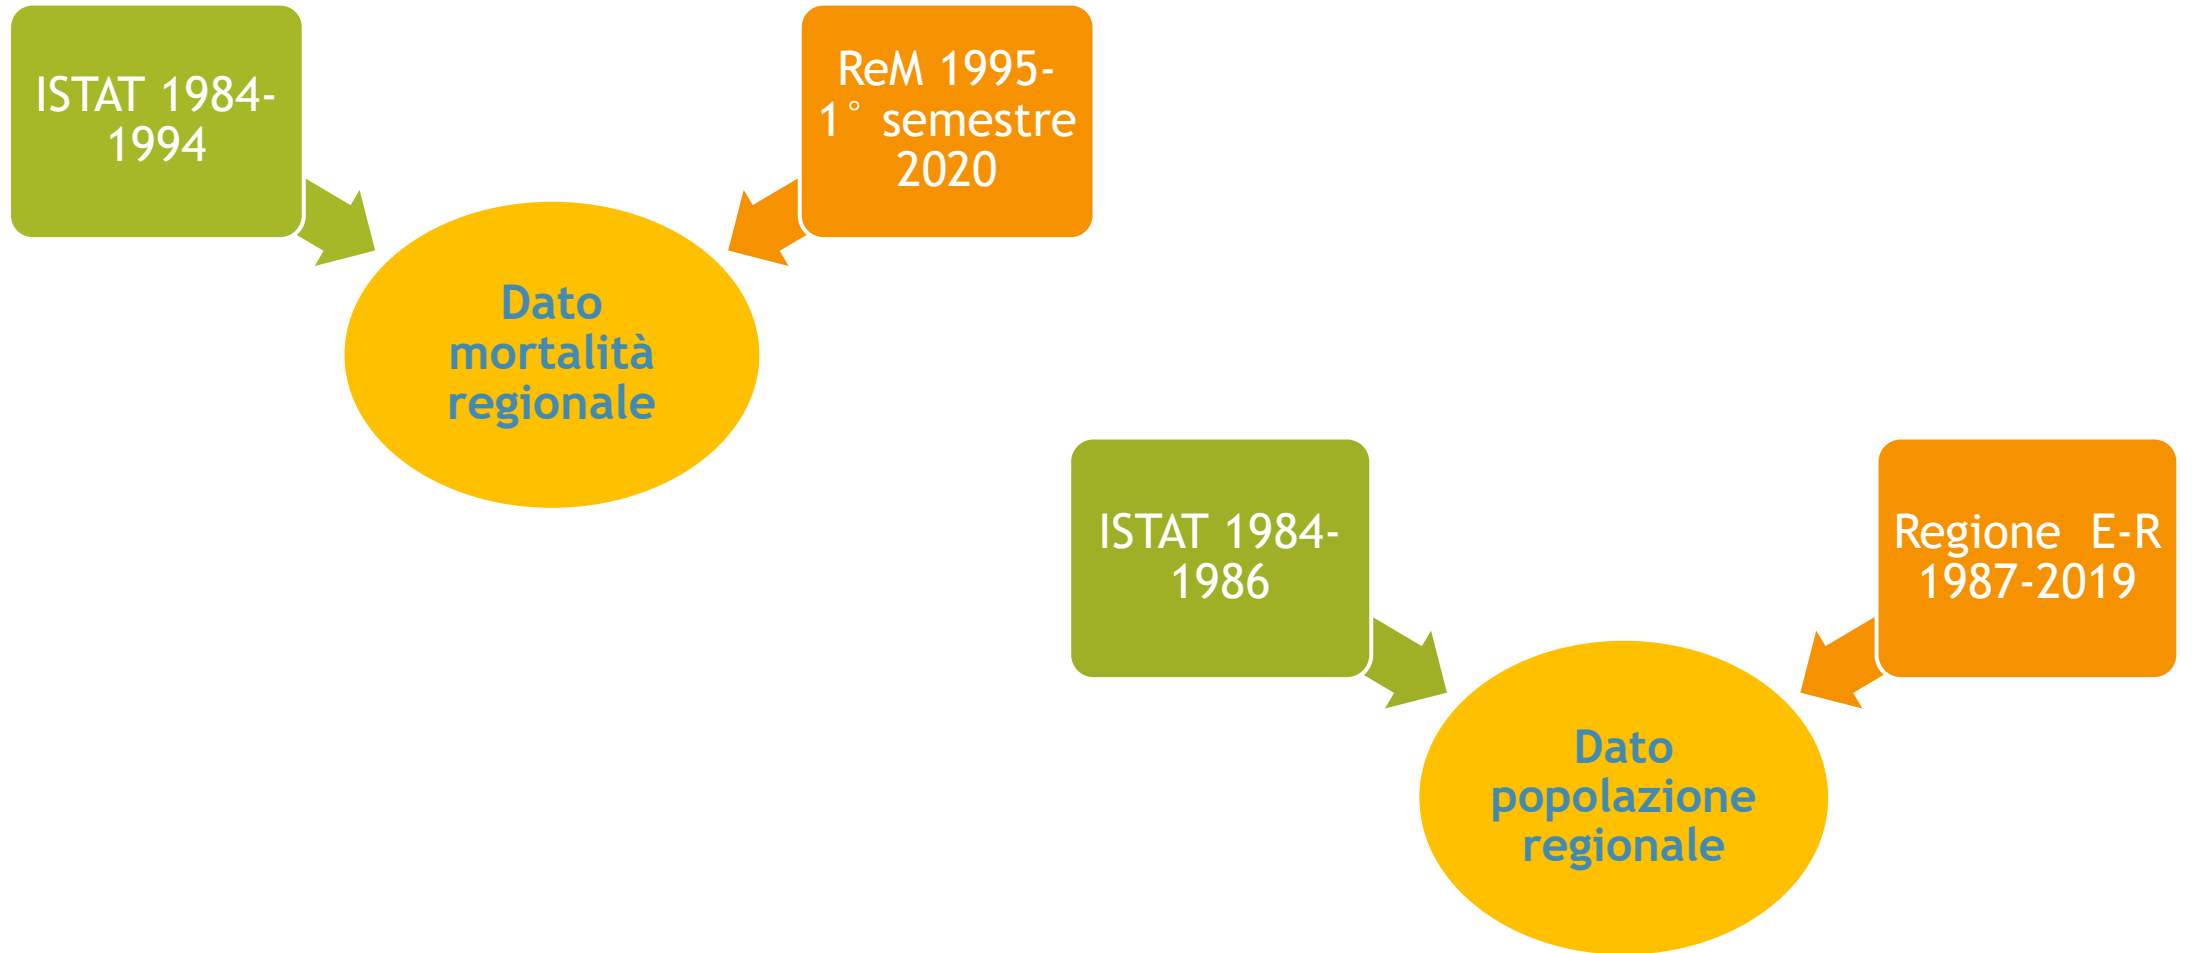 ISTAT 1984-
1994
ReM 1995-
1° semestre
2020
Dato
mortalità
regionale
ISTAT 1984-
1986
Regione E-R
1987-2019
Dato
popolazione
regionale